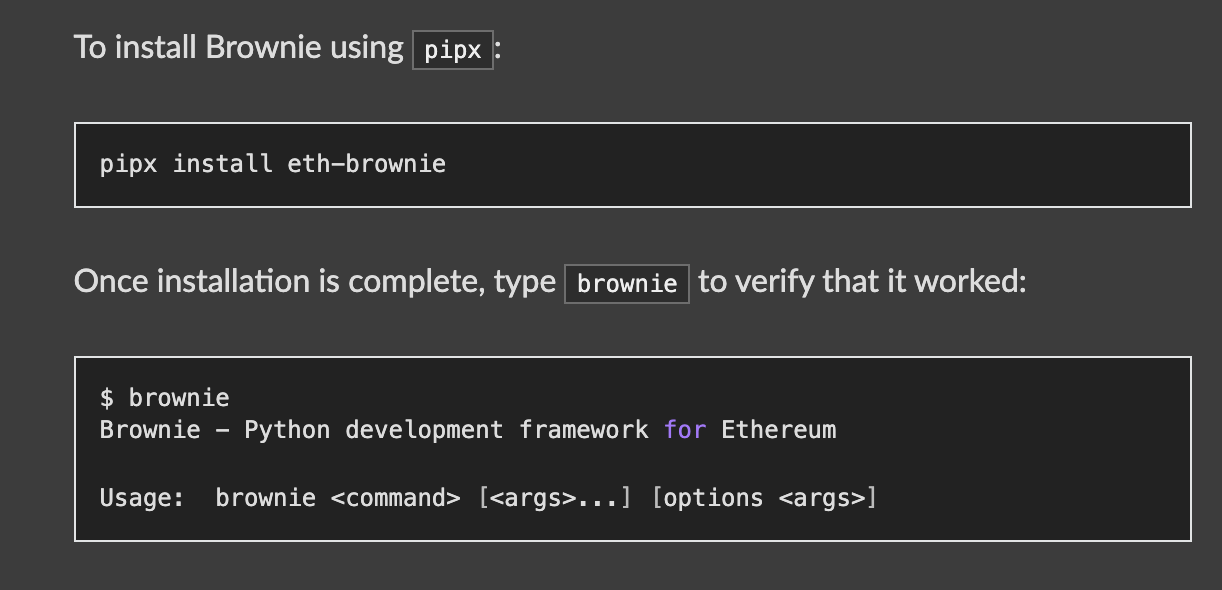 To install Brownie using pipx:
pipx install eth-brownie
Once installation is complete, type brownie to verify that it worked:
$ brownie
Brownie - Python development framework for Ethereum
Usage:  brownie <command> [<args>...] [options <args>]